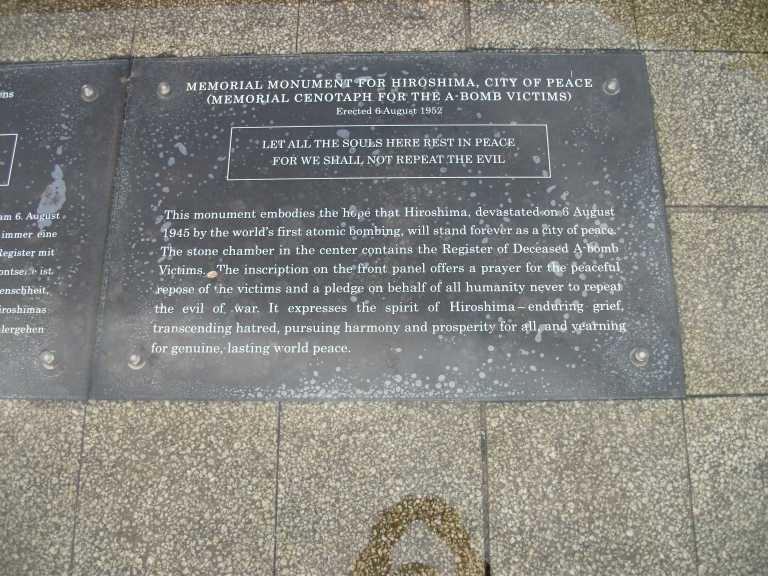 ens
am 6. August
immer eine
Register mit
ist.
enschheit,
iroshimas
lergehen
MEMORIAL MONUMENT FOR HIROSHIMA, CITY OF PEACE
(MEMORIAL CENOTAPH FOR THE A-BOMB VICTIMS)
Erected 6 August 1952
LET ALL THE SOULS HERE REST IN PEACE
FOR WE SHALL NOT REPEAT THE EVIL
This monument embodies the hope that Hiroshima, devastated on 6 August
1945 by the world's first atomic bombing, will stand forever as a city of peace.
The stone chamber in the center contains the Register of Deceased A-bomb
Victims. The inscription on the front panel offers a prayer for the peaceful
repose of the victims and a pledge on behalf of all humanity never to repeat
the evil of war. It expresses the spirit of Hiroshima – enduring grief,
transcending hatred, pursuing harmony and prosperity for all, and yearning
for genuine, lasting world peace.